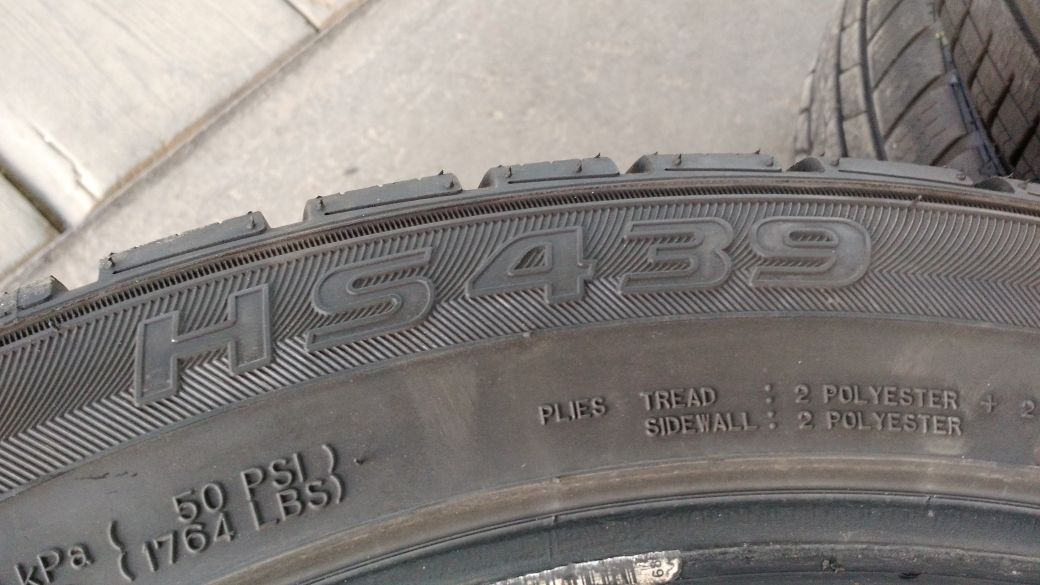 HS439
PLIES TREAD : 2 POLYESTER + 2
SIDEWALL : 2 POLYESTER
50 PSI
kPa { 1764 LBS }